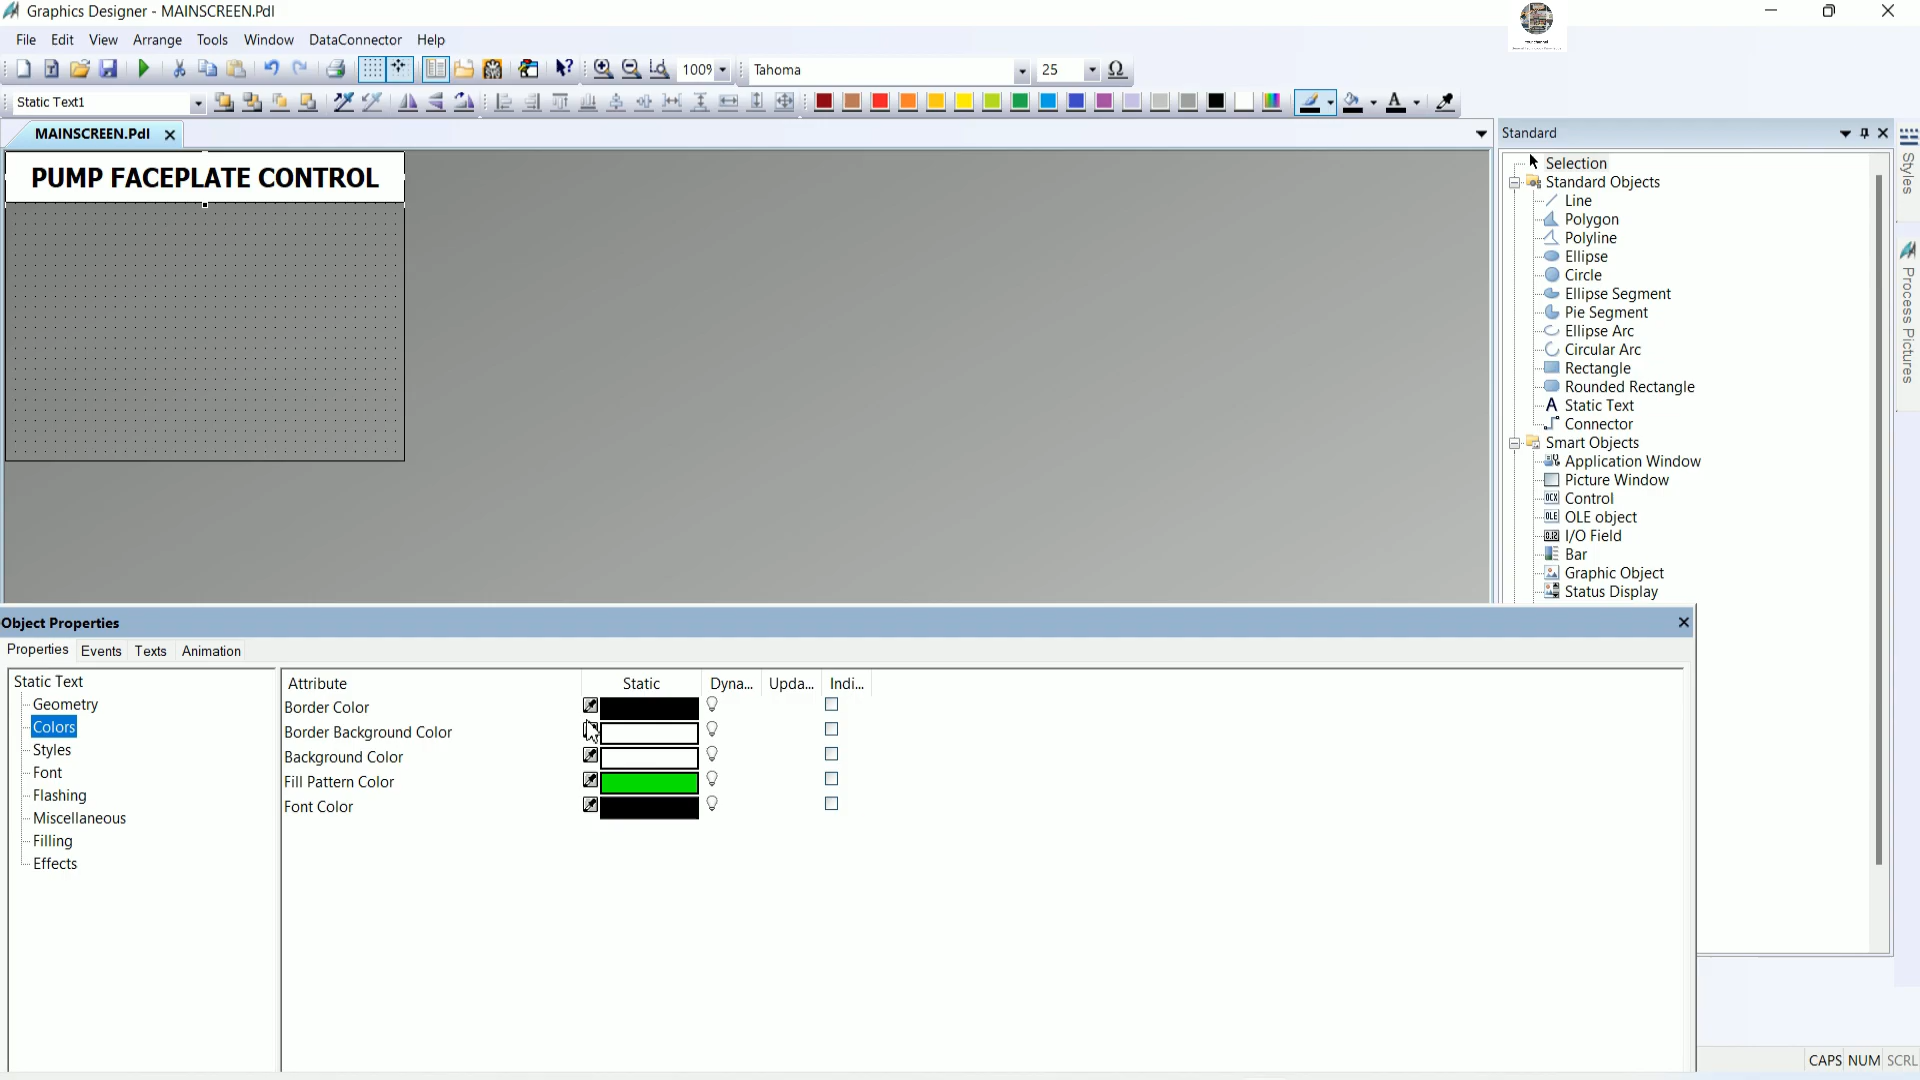 Graphics Designer - MAINSCREEN.Pdl
File Edit View Arrange Tools Window DataConnector Help
100% Tahoma 25 Ω
Static Text1
MAINSCREEN.Pdl
PUMP FACEPLATE CONTROL
Standard
Selection
Standard Objects
Line
Polygon
Polyline
Ellipse
Circle
Ellipse Segment
Pie Segment
Ellipse Arc
Circular Arc
Rectangle
Rounded Rectangle
A Static Text
Connector
Smart Objects
Application Window
Picture Window
OCX Control
OLE OLE object
0.12 I/O Field
Bar
Graphic Object
Status Display
Styles
Process Pictures
Object Properties
Properties Events Texts Animation
Static Text
Geometry
Colors
Styles
Font
Flashing
Miscellaneous
Filling
Effects
Attribute Static Dyna... Upda... Indi...
Border Color
Border Background Color
Background Color
Fill Pattern Color
Font Color
CAPS NUM SCRL